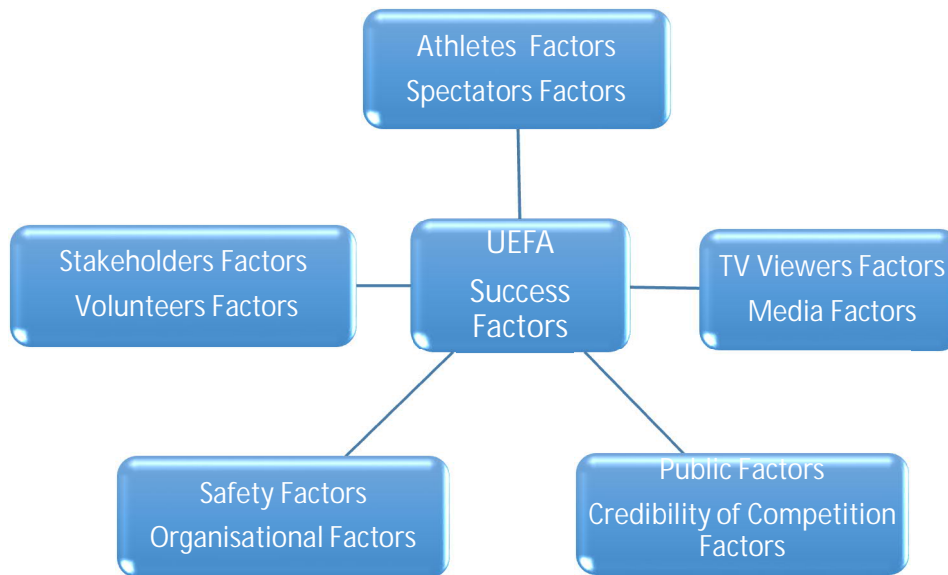 Athletes Factors
Spectators Factors
Stakeholders Factors
Volunteers Factors
UEFA
Success
Factors
TV Viewers Factors
Media Factors
Safety Factors
Organisational Factors
Public Factors
Credibility of Competition
Factors